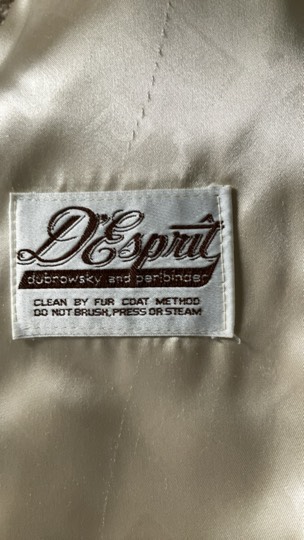 D'Esprit
dubrowsky and perlbinder
CLEAN BY FUR COAT METHOD
DO NOT BRUSH, PRESS OR STEAM